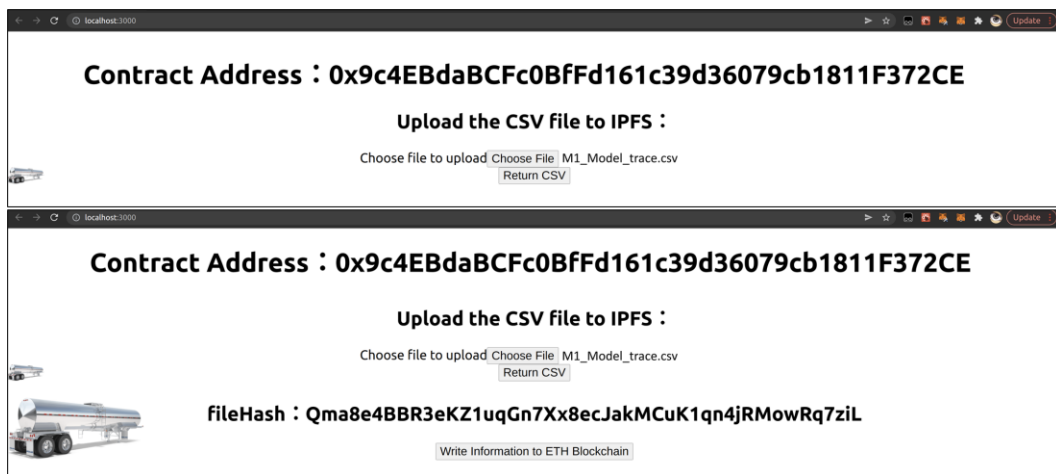 localhost:3000
Update
Contract Address：0x9c4EBdaBCFc0BfFd161c39d36079cb1811F372CE
Upload the CSV file to IPFS：
Choose file to upload Choose File M1_Model_trace.csv
Return CSV
localhost:3000
Update
Contract Address：0x9c4EBdaBCFc0BfFd161c39d36079cb1811F372CE
Upload the CSV file to IPFS：
Choose file to upload Choose File M1_Model_trace.csv
Return CSV
fileHash：Qma8e4BBR3eKZ1uqGn7Xx8ecJakMCuK1qn4jRMowRq7ziL
Write Information to ETH Blockchain